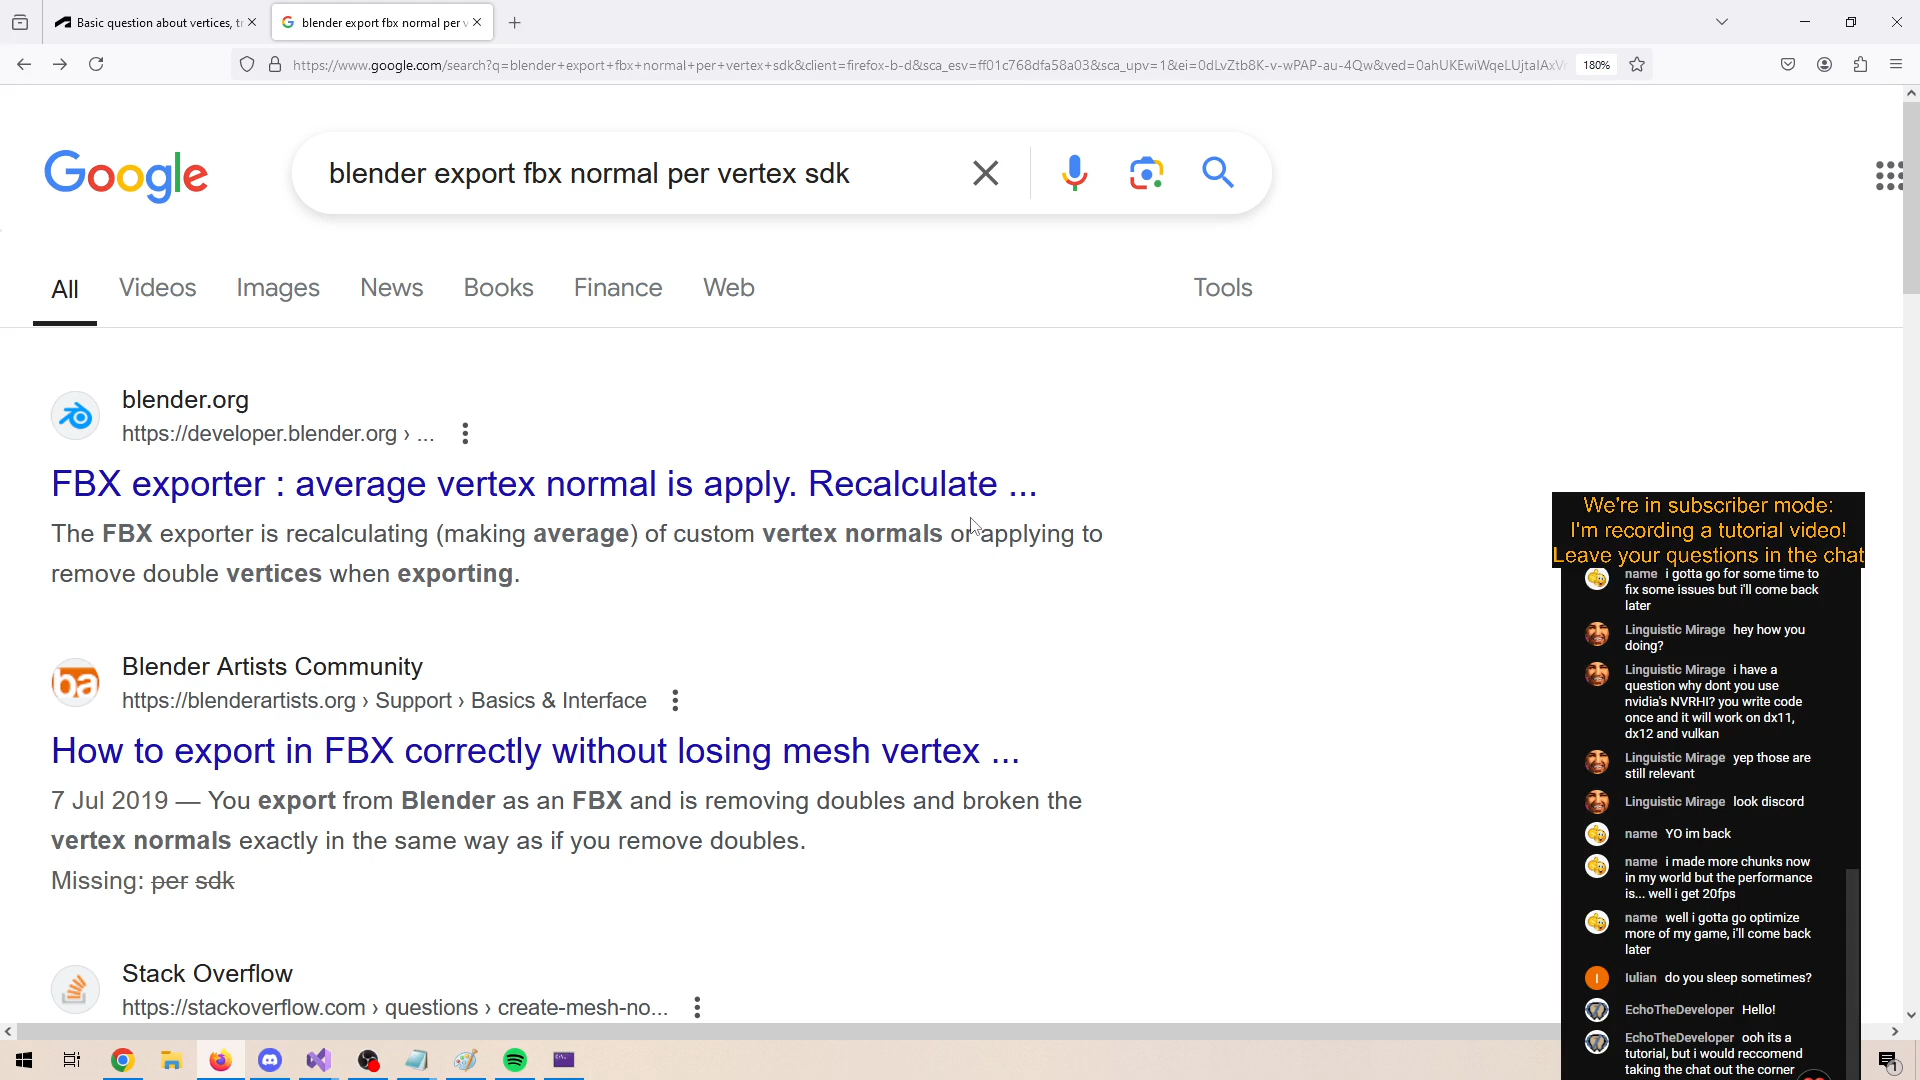 Basic question about vertices, tr
blender export fbx normal per v
https://www.google.com/search?q=blender+export+fbx+normal+per+vertex+sdk&client=firefox-b-d&sca_esv=ff01c768dfa58a03&sca_upv=1&ei=0dLvZtb8K-v-wPAP-au-4Qw&ved=0ahUKEwiWqeLUjtaIAxV
180%
Google
blender export fbx normal per vertex sdk
All Videos Images News Books Finance Web Tools
blender.org
https://developer.blender.org › ...
FBX exporter : average vertex normal is apply. Recalculate ...
The FBX exporter is recalculating (making average) of custom vertex normals or applying to
remove double vertices when exporting.
Blender Artists Community
https://blenderartists.org › Support › Basics & Interface
How to export in FBX correctly without losing mesh vertex ...
7 Jul 2019 — You export from Blender as an FBX and is removing doubles and broken the
vertex normals exactly in the same way as if you remove doubles.
Missing: per sdk
Stack Overflow
https://stackoverflow.com › questions › create-mesh-no...
We're in subscriber mode:
I'm recording a tutorial video!
Leave your questions in the chat
name i gotta go for some time to
fix some issues but i'll come back
later
Linguistic Mirage hey how you
doing?
Linguistic Mirage i have a
question why dont you use
nvidia's NVRHI? you write code
once and it will work on dx11,
dx12 and vulkan
Linguistic Mirage yep those are
still relevant
Linguistic Mirage look discord
name YO im back
name i made more chunks now
in my world but the performance
is... well i get 20fps
name well i gotta go optimize
more of my game, i'll come back
later
I
Iulian do you sleep sometimes?
EchoTheDeveloper Hello!
EchoTheDeveloper ooh its a
tutorial, but i would reccomend
taking the chat out the corner
1